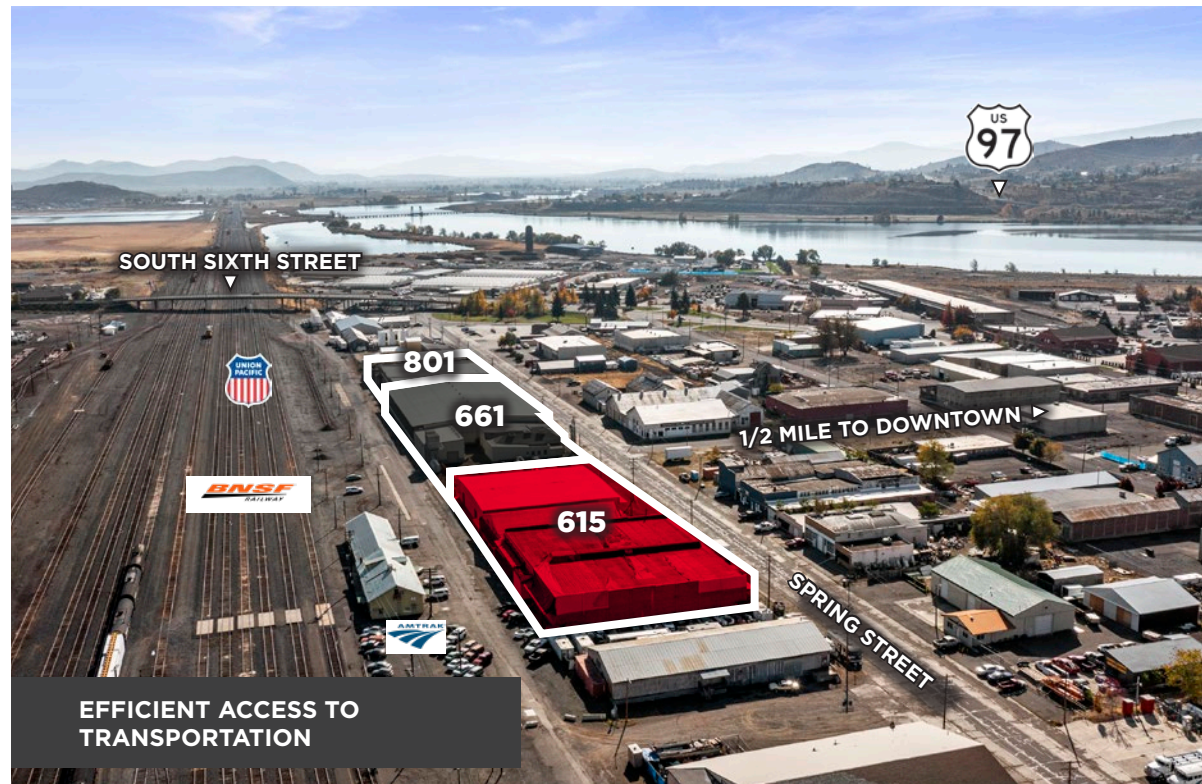 US
97
SOUTH SIXTH STREET
UNION
PACIFIC
801
661
1/2 MILE TO DOWNTOWN
BNSF
RAILWAY
615
SPRING STREET
AMTRAK
EFFICIENT ACCESS TO
TRANSPORTATION